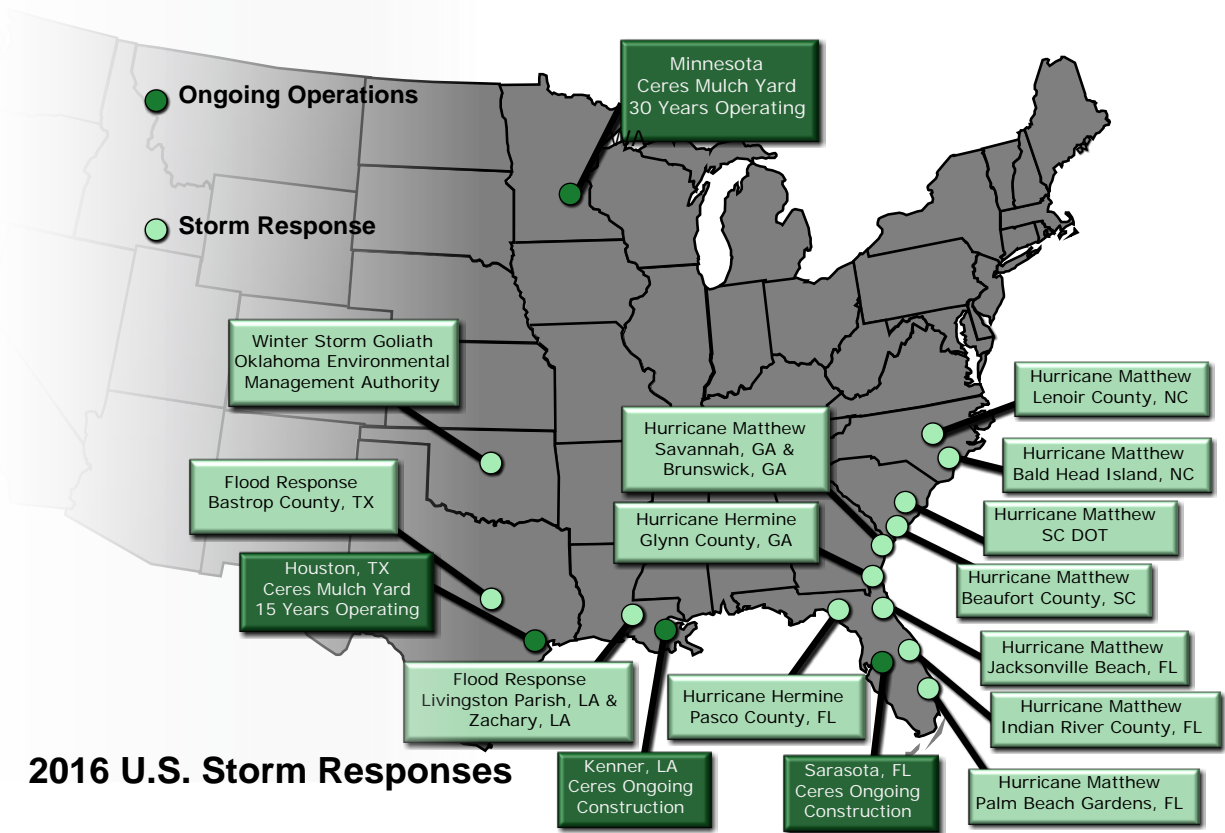 Minnesota
Ceres Mulch Yard
30 Years Operating
Ongoing Operations
Storm Response
Winter Storm Goliath
Oklahoma Environmental
Management Authority
Hurricane Matthew
Lenoir County, NC
Hurricane Matthew
Savannah, GA &
Brunswick, GA
Hurricane Matthew
Bald Head Island, NC
Flood Response
Bastrop County, TX
Hurricane Hermine
Glynn County, GA
Hurricane Matthew
SC DOT
Houston, TX
Ceres Mulch Yard
15 Years Operating
Hurricane Matthew
Beaufort County, SC
Hurricane Matthew
Jacksonville Beach, FL
Flood Response
Livingston Parish, LA &
Zachary, LA
Hurricane Hermine
Pasco County, FL
Hurricane Matthew
Indian River County, FL
2016 U.S. Storm Responses
Kenner, LA
Ceres Ongoing
Construction
Sarasota, FL
Ceres Ongoing
Construction
Hurricane Matthew
Palm Beach Gardens, FL